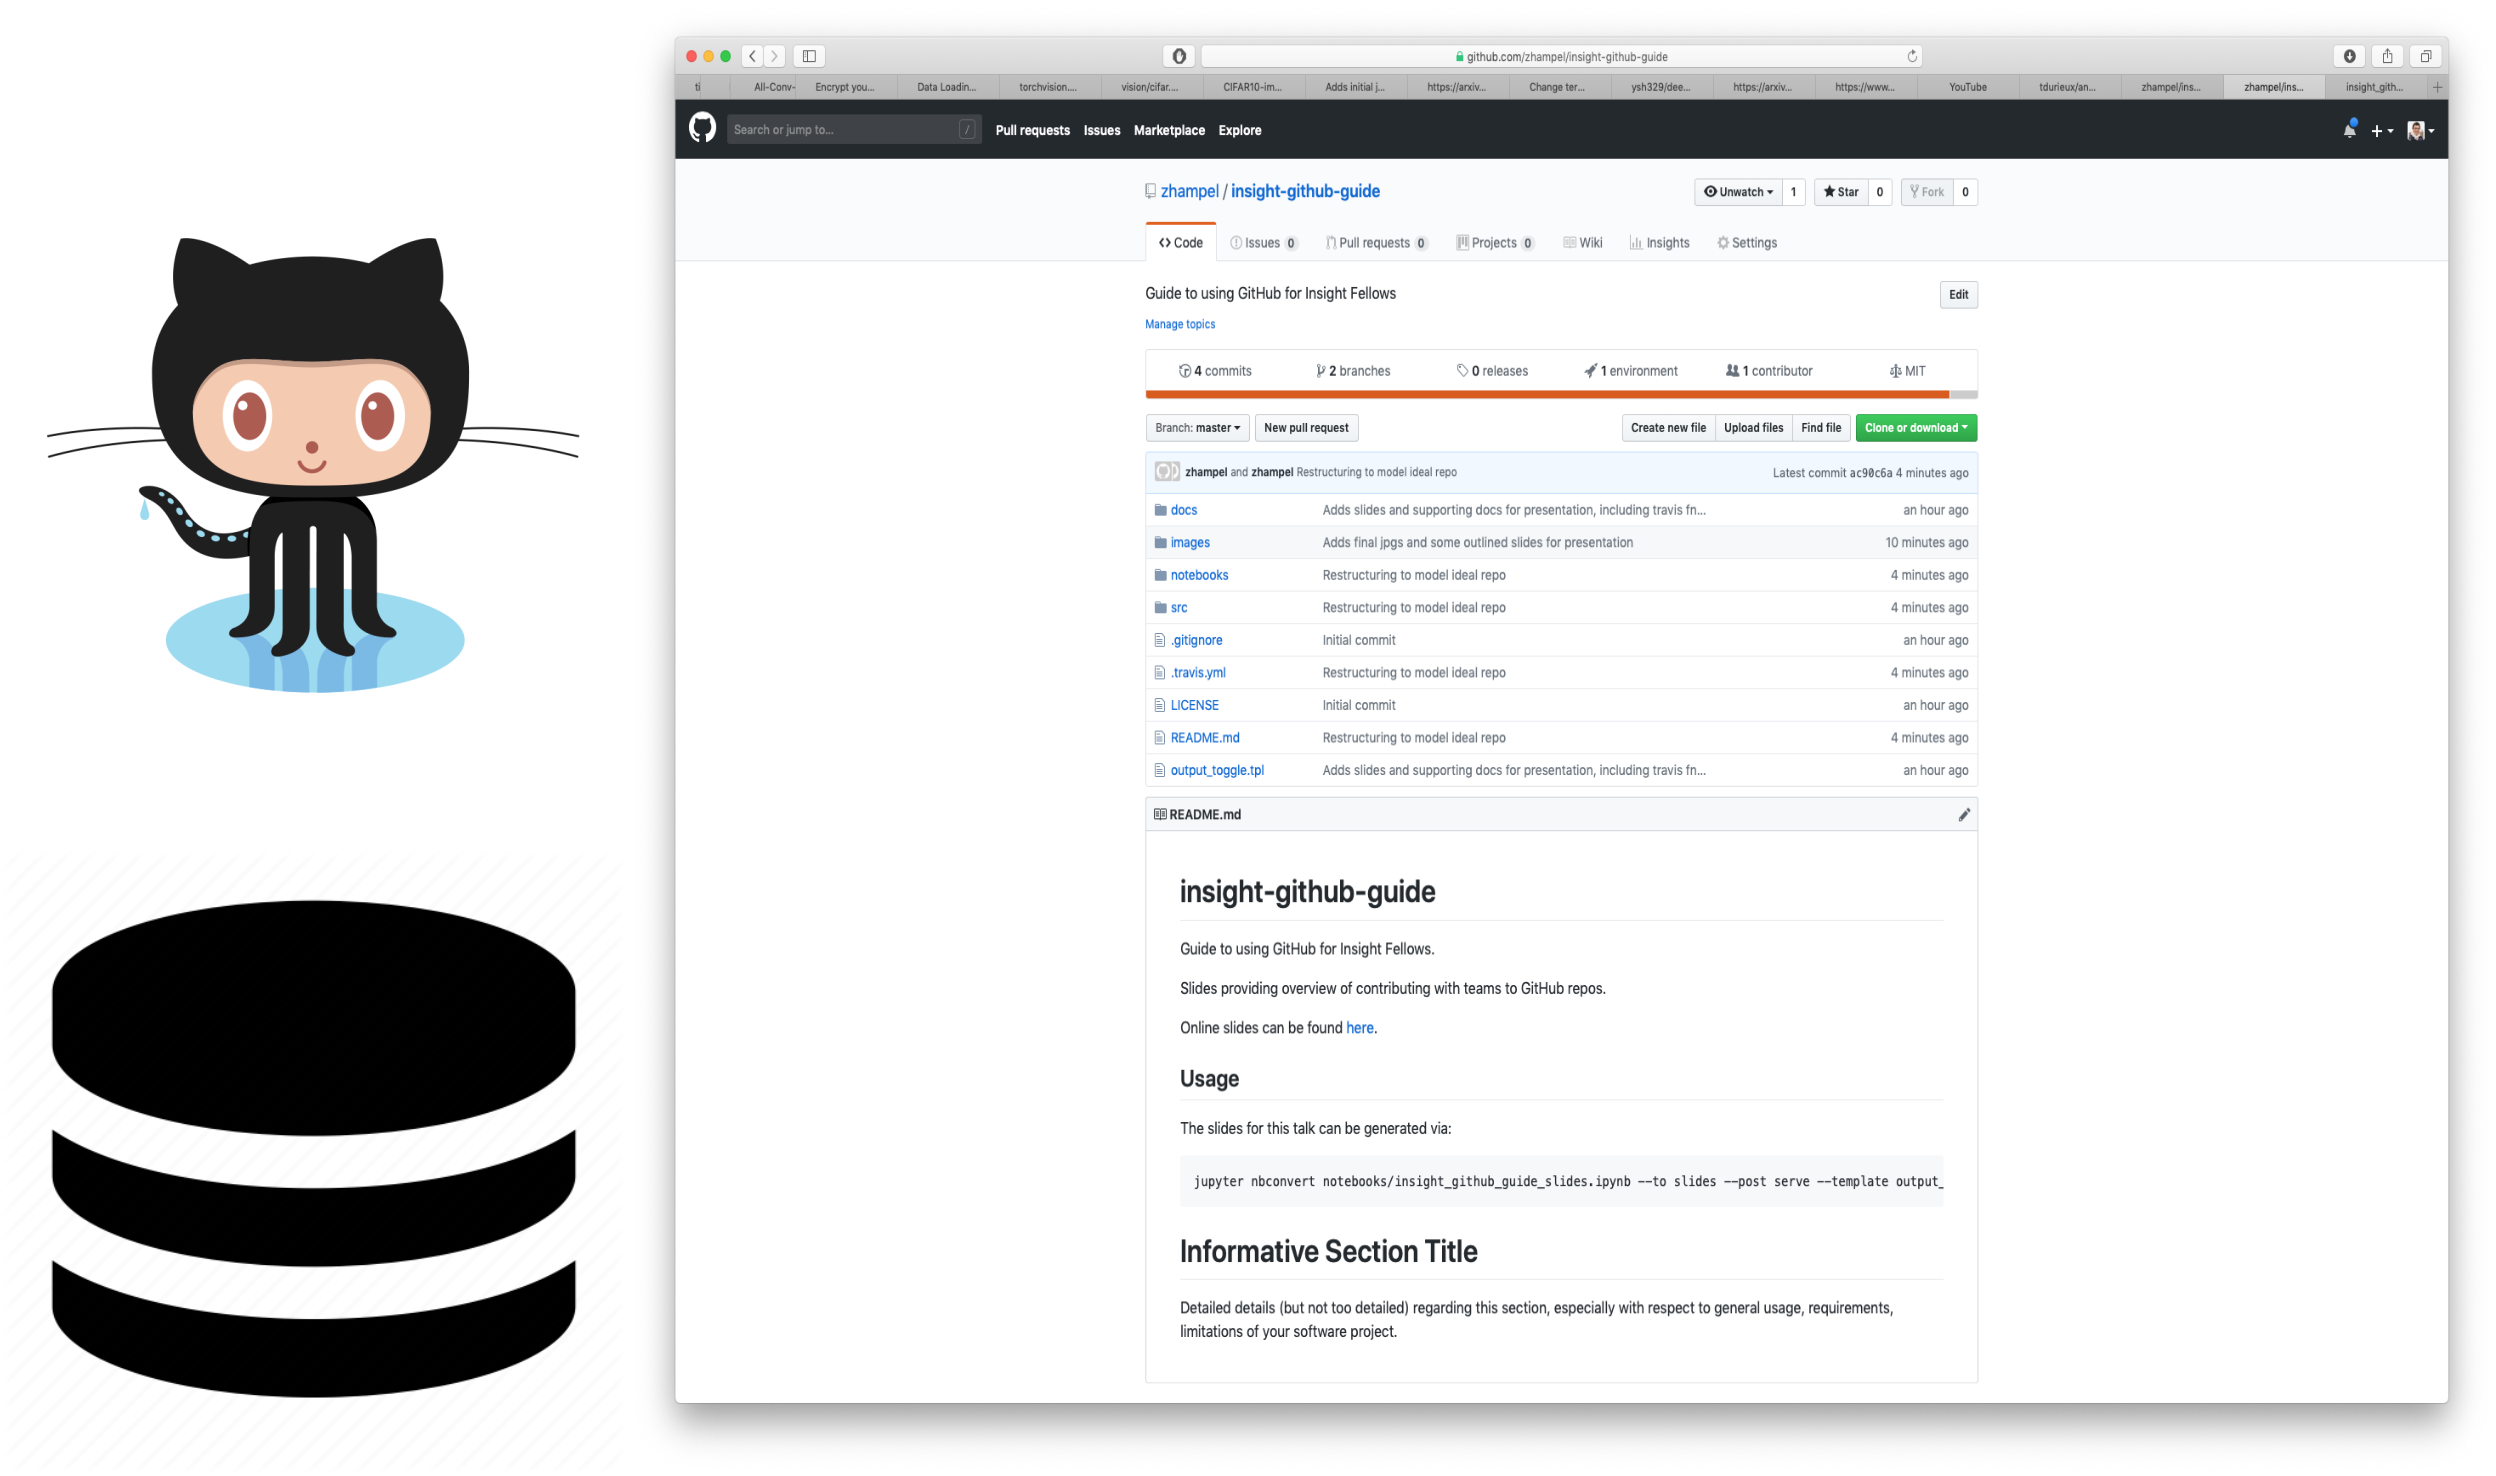 github.com/zhampel/insight-github-guide
ti All-Conv- Encrypt you... Data Loadin... torchvision.... vision/cifar.... CIFAR10-im... Adds initial j... https://arxiv... Change ter... ysh329/dee... https://arxiv... https://www... YouTube tdurieux/an... zhampel/ins... zhampel/ins... insight_gith...
Search or jump to... / Pull requests Issues Marketplace Explore
zhampel / insight-github-guide Unwatch 1 Star 0 Fork 0
Code Issues 0 Pull requests 0 Projects 0 Wiki Insights Settings
Guide to using GitHub for Insight Fellows Edit
Manage topics
4 commits 2 branches 0 releases 1 environment 1 contributor MIT
Branch: master New pull request Create new file Upload files Find file Clone or download
zhampel and zhampel Restructuring to model ideal repo Latest commit ac90c6a 4 minutes ago
docs Adds slides and supporting docs for presentation, including travis fn... an hour ago
images Adds final jpgs and some outlined slides for presentation 10 minutes ago
notebooks Restructuring to model ideal repo 4 minutes ago
src Restructuring to model ideal repo 4 minutes ago
.gitignore Initial commit an hour ago
.travis.yml Restructuring to model ideal repo 4 minutes ago
LICENSE Initial commit an hour ago
README.md Restructuring to model ideal repo 4 minutes ago
output_toggle.tpl Adds slides and supporting docs for presentation, including travis fn... an hour ago
README.md
insight-github-guide
Guide to using GitHub for Insight Fellows.
Slides providing overview of contributing with teams to GitHub repos.
Online slides can be found here.
Usage
The slides for this talk can be generated via:
jupyter nbconvert notebooks/insight_github_guide_slides.ipynb --to slides --post serve --template output_
Informative Section Title
Detailed details (but not too detailed) regarding this section, especially with respect to general usage, requirements,
limitations of your software project.